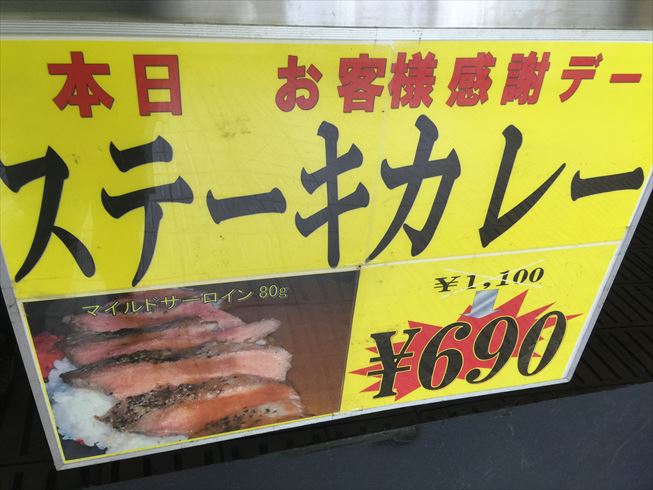 本日 お客様感謝デー
ステーキカレー
マイルドサーロイン 80g
¥1,100
¥690